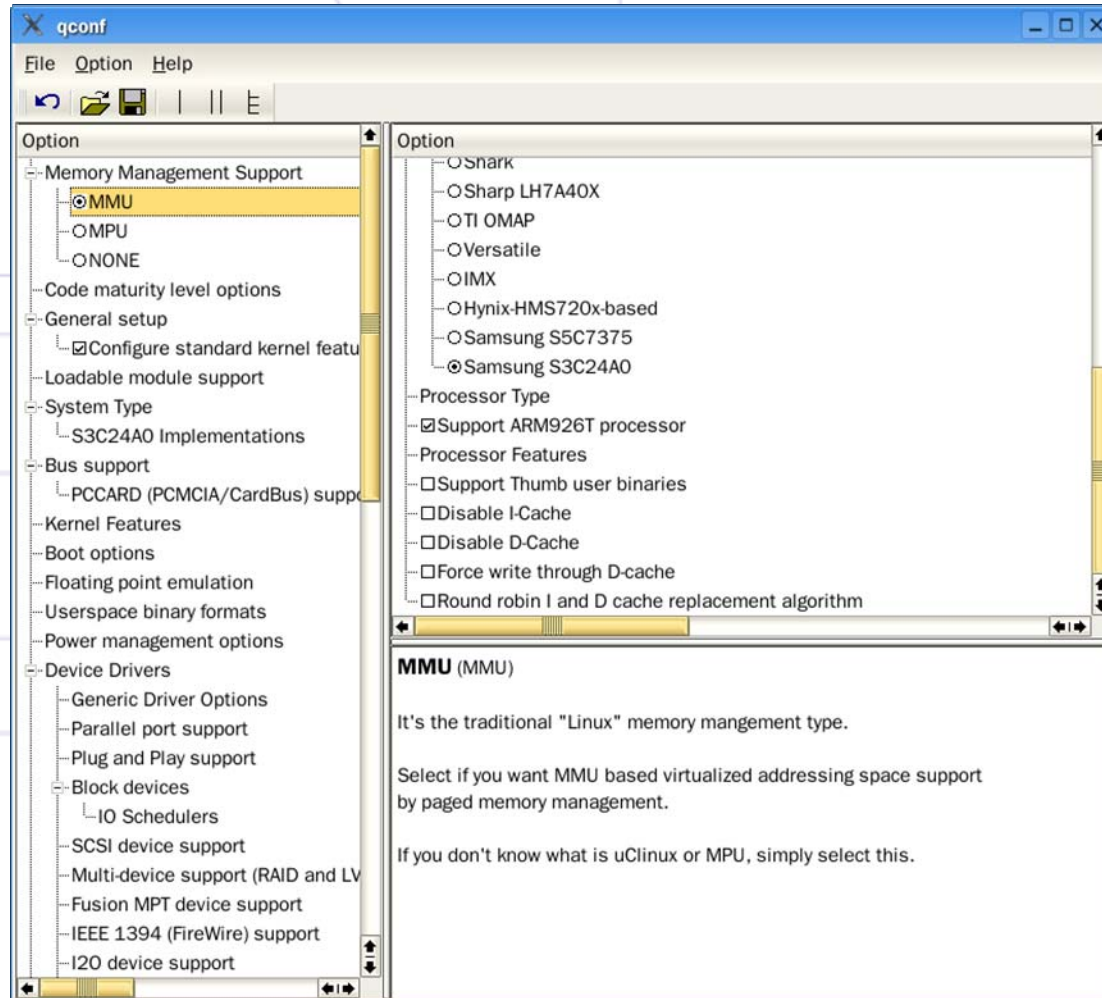 qconf
File Option Help
Option
Memory Management Support
MMU
MPU
NONE
Code maturity level options
General setup
Configure standard kernel featu
Loadable module support
System Type
S3C24A0 Implementations
Bus support
PCCARD (PCMCIA/CardBus) suppo
Kernel Features
Boot options
Floating point emulation
Userspace binary formats
Power management options
Device Drivers
Generic Driver Options
Parallel port support
Plug and Play support
Block devices
IO Schedulers
SCSI device support
Multi-device support (RAID and LV
Fusion MPT device support
IEEE 1394 (FireWire) support
I2O device support
Option
Shark
Sharp LH7A40X
TI OMAP
Versatile
IMX
Hynix-HMS720x-based
Samsung S5C7375
Samsung S3C24A0
Processor Type
Support ARM926T processor
Processor Features
Support Thumb user binaries
Disable I-Cache
Disable D-Cache
Force write through D-cache
Round robin I and D cache replacement algorithm
MMU (MMU)
It's the traditional "Linux" memory mangement type.
Select if you want MMU based virtualized addressing space support
by paged memory management.
If you don't know what is uClinux or MPU, simply select this.